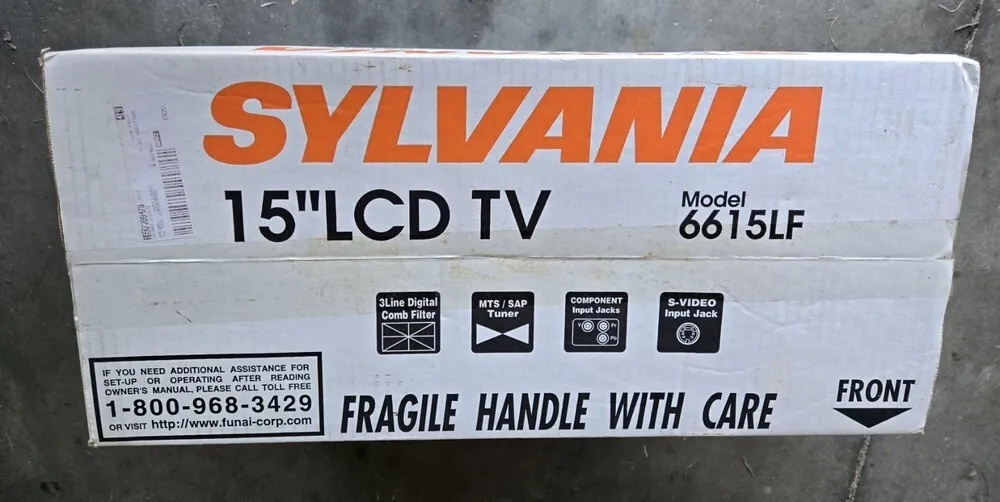 SYLVANIA
15"LCD TV
Model
6615LF
3Line Digital
Comb Filter
MTS / SAP
Tuner
COMPONENT
Input Jacks
Y Pr
Pb
S-VIDEO
Input Jack
IF YOU NEED ADDITIONAL ASSISTANCE FOR
SET-UP OR OPERATING AFTER READING
OWNER'S MANUAL, PLEASE CALL TOLL FREE
1-800-968-3429
OR VISIT http://www.funai-corp.com
FRAGILE HANDLE WITH CARE
FRONT